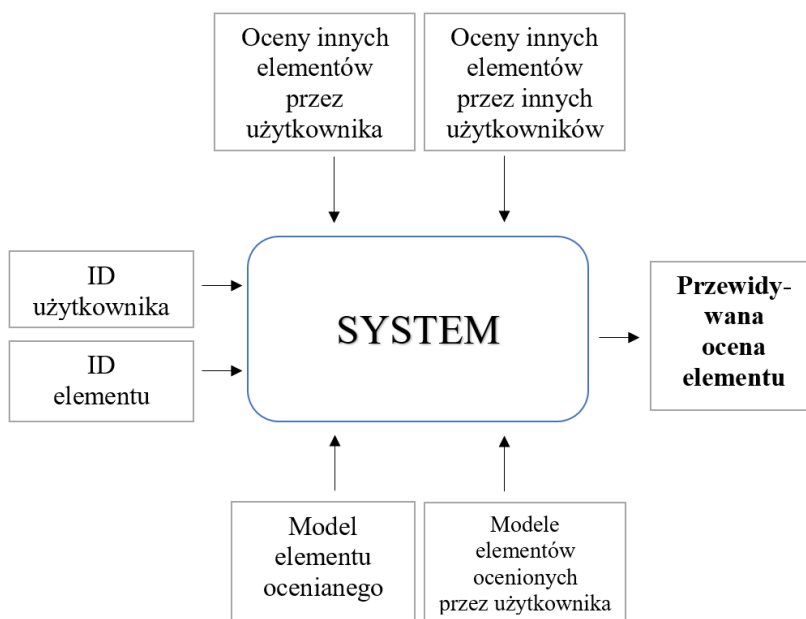 Oceny innych
elementów
przez
użytkownika
Oceny innych
elementów
przez innych
użytkowników
ID
użytkownika
ID
elementu
SYSTEM
Przewidy-
wana
ocena
elementu
Model
elementu
ocenianego
Modele
elementów
ocenionych
przez użytkownika